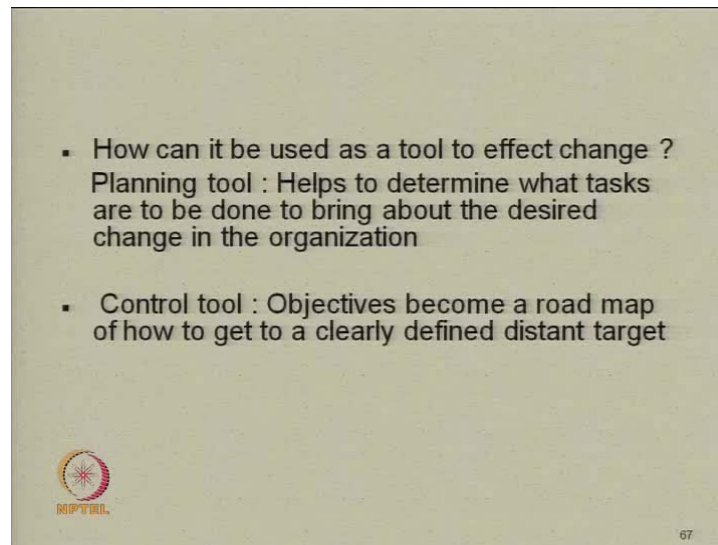 ▪ How can it be used as a tool to effect change ?
Planning tool : Helps to determine what tasks
are to be done to bring about the desired
change in the organization
▪ Control tool : Objectives become a road map
of how to get to a clearly defined distant target
NPTEL
67